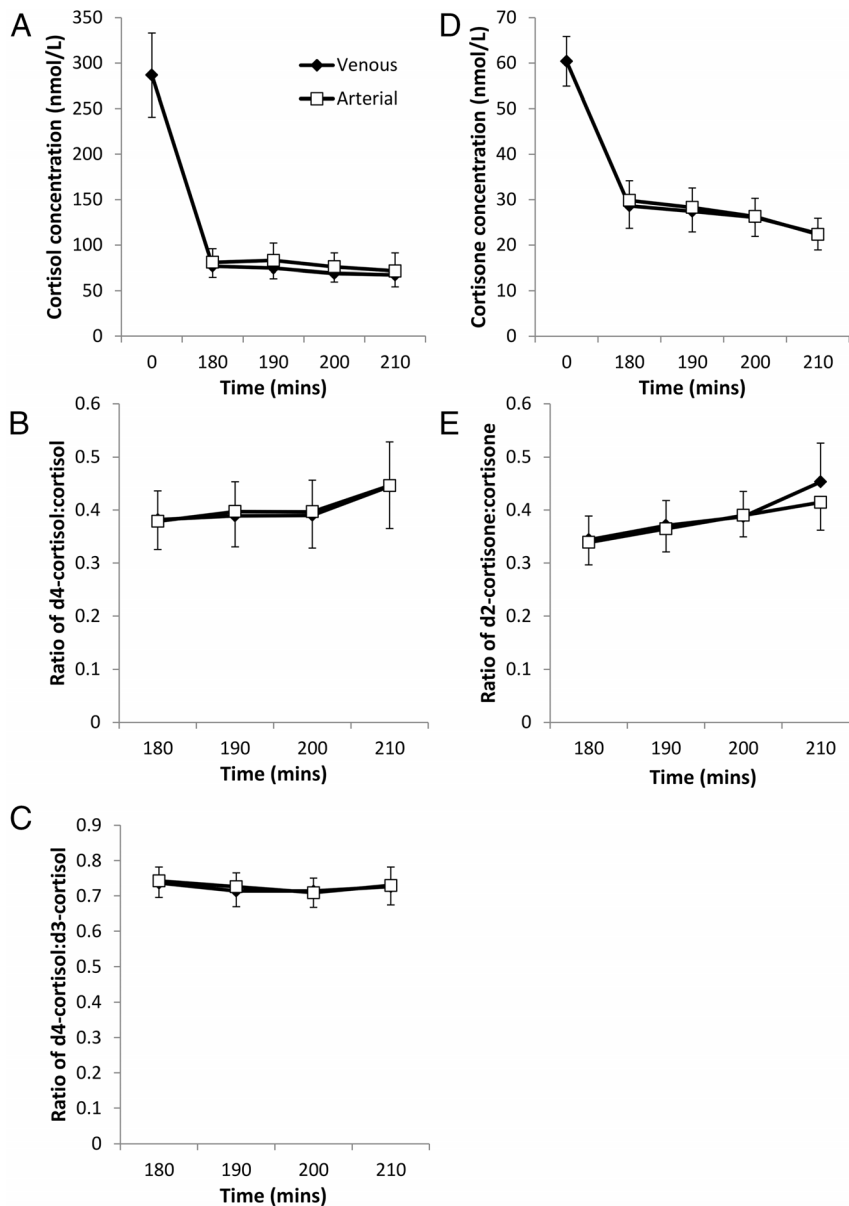 A
Cortisol concentration (nmol/L)
350
300
250
200
150
100
50
0
Venous
Arterial
0 180 190 200 210
Time (mins)
D
Cortisone concentration (nmol/L)
70
60
50
40
30
20
10
0
0 180 190 200 210
Time (mins)
B
Ratio of d4-cortisol:cortisol
0.6
0.5
0.4
0.3
0.2
0.1
0
180 190 200 210
Time (mins)
E
Ratio of d2-cortisone:cortisone
0.6
0.5
0.4
0.3
0.2
0.1
0
180 190 200 210
Time (mins)
C
Ratio of d4-cortisol:d3-cortisol
0.9
0.8
0.7
0.6
0.5
0.4
0.3
0.2
0.1
0
180 190 200 210
Time (mins)